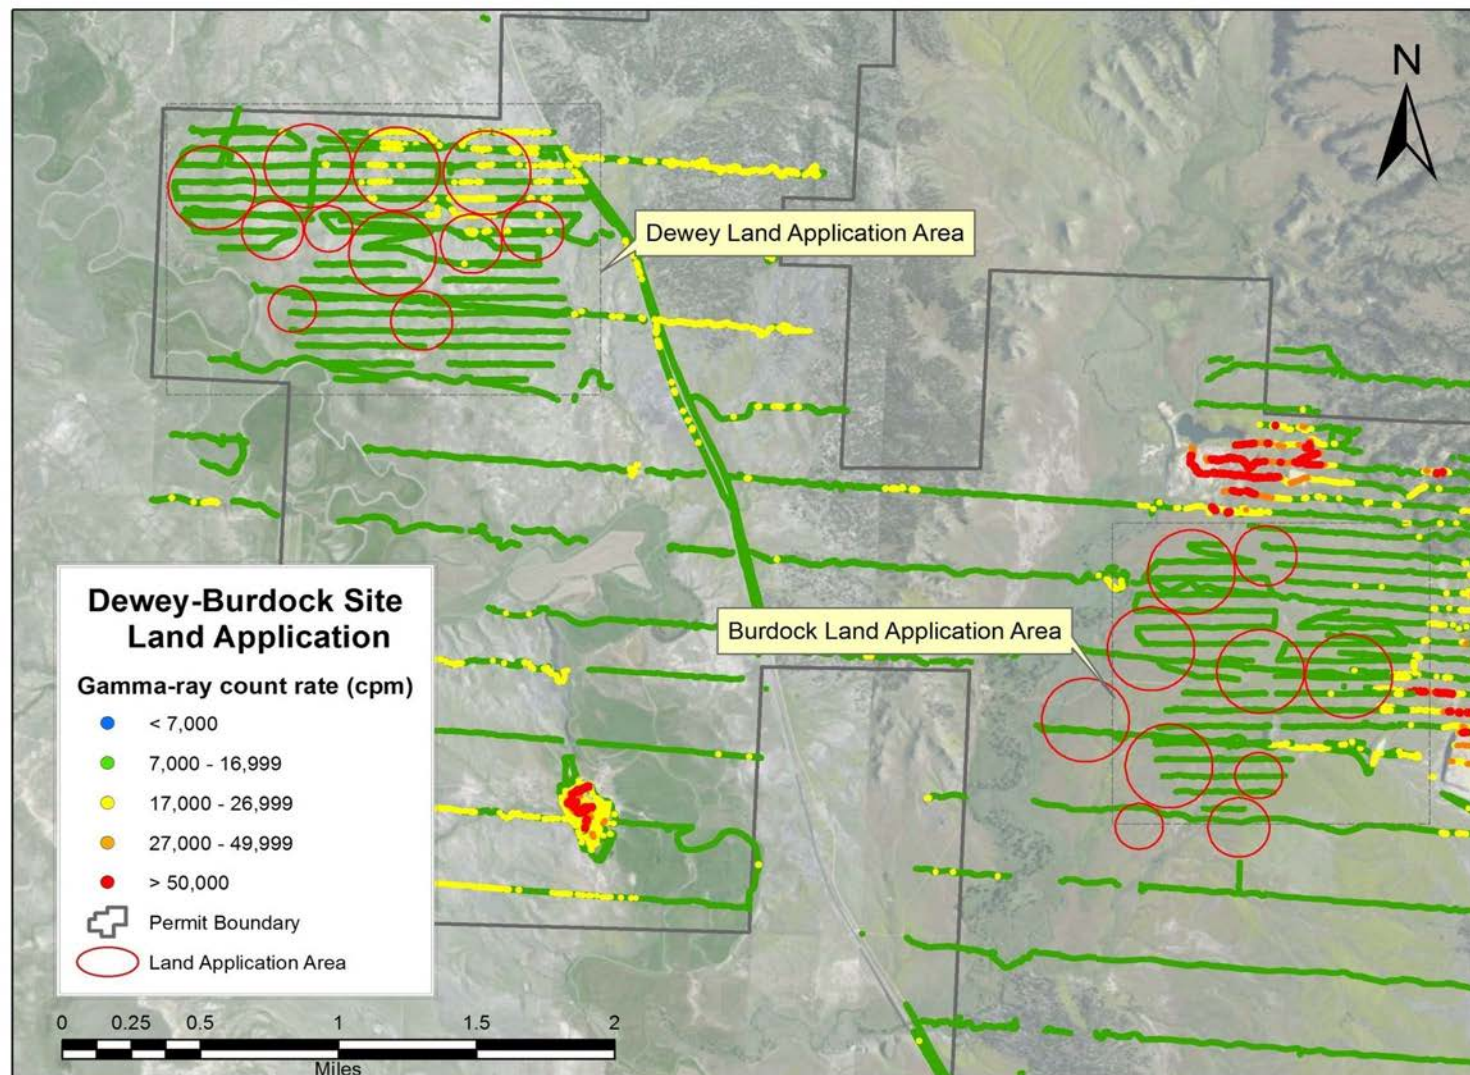 N
Dewey Land Application Area
Burdock Land Application Area
Dewey-Burdock Site
Land Application
Gamma-ray count rate (cpm)
< 7,000
7,000 - 16,999
17,000 - 26,999
27,000 - 49,999
> 50,000
Permit Boundary
Land Application Area
0 0.25 0.5 1 1.5 2
Miles